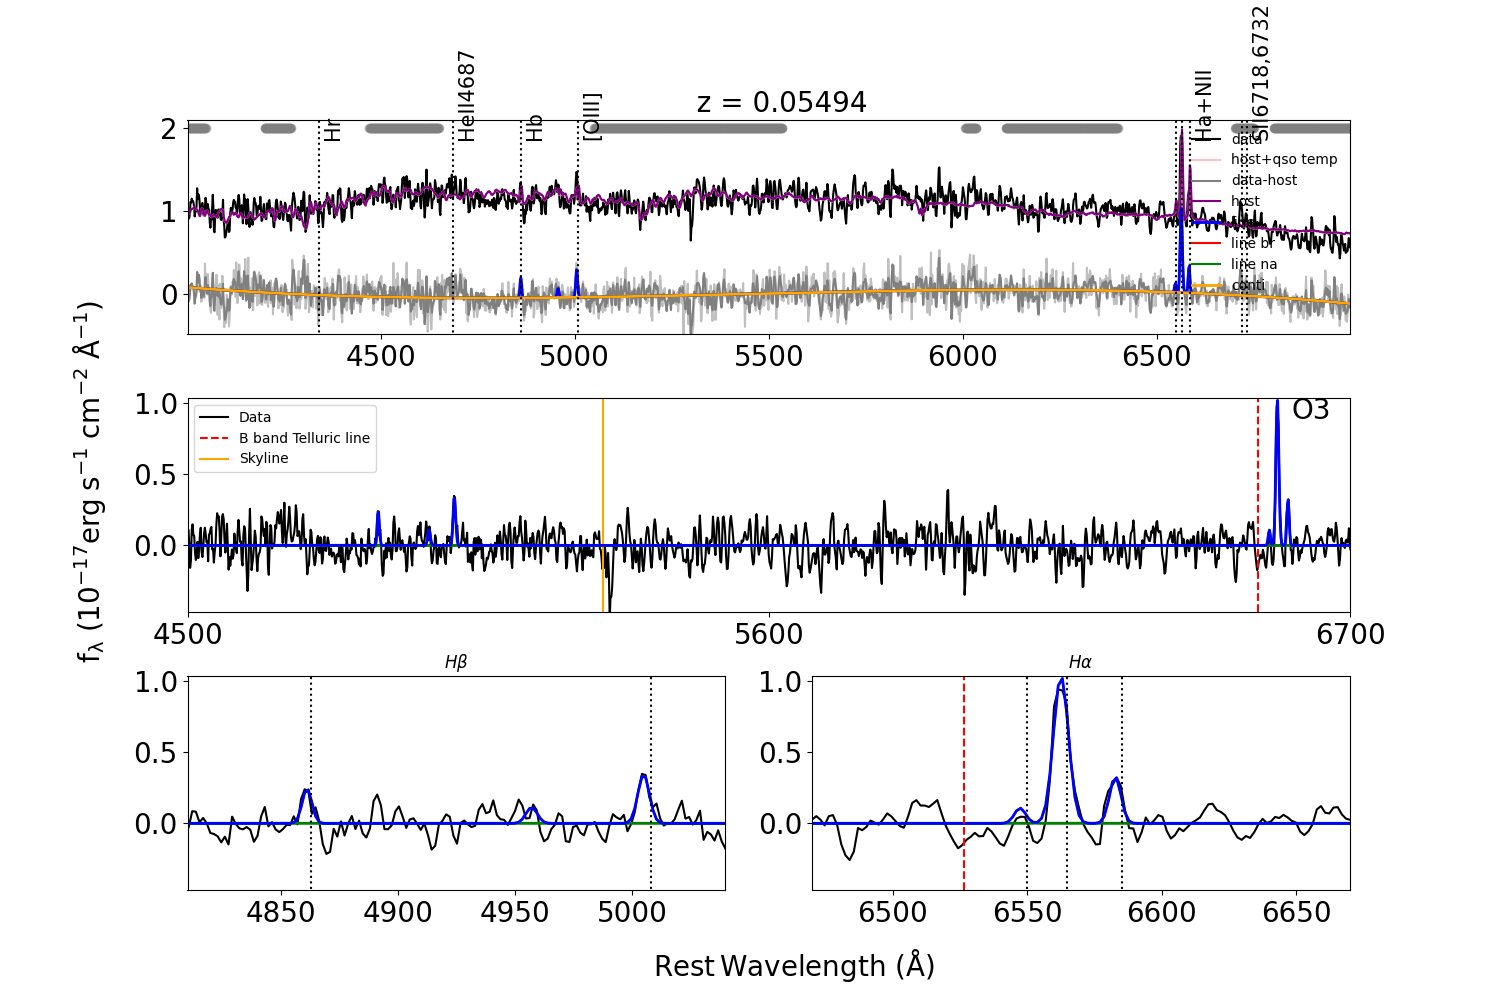 z = 0.05494
Hr
HeII4687
Hb
[OIII]
Ha+NII
SII6718,6732
data
host+qso temp
data-host
host
line br
line na
conti
2
1
0
4500 5000 5500 6000 6500
f_λ (10⁻¹⁷erg s⁻¹ cm⁻² Å⁻¹)
Data
B band Telluric line
Skyline
O3
1.0
0.5
0.0
4500 5600 6700
Hβ
1.0
0.5
0.0
4850 4900 4950 5000
Hα
1.0
0.5
0.0
6500 6550 6600 6650
Rest Wavelength (Å)